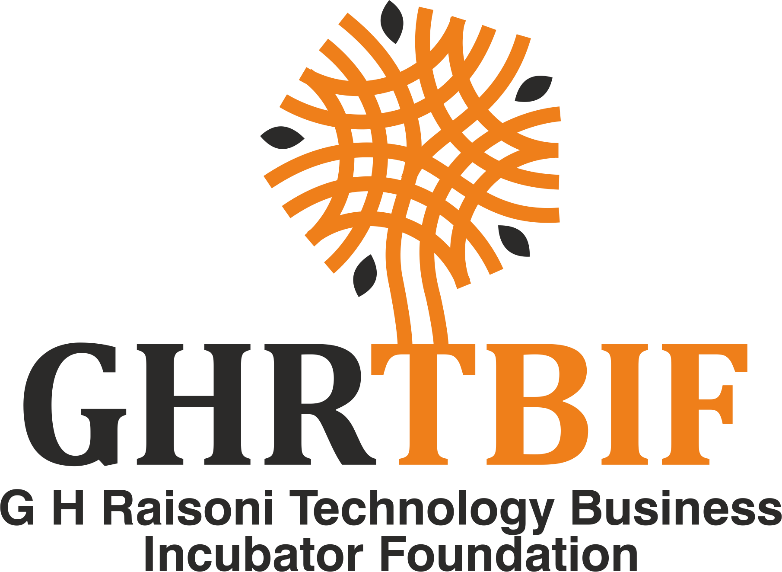 GHRTBIF
G H Raisoni Technology Business
Incubator Foundation